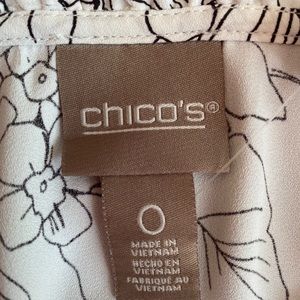 chico's®
0
MADE IN
VIETNAM
HECHO EN
VIETNAM
FABRIQUÉ AU
VIETNAM